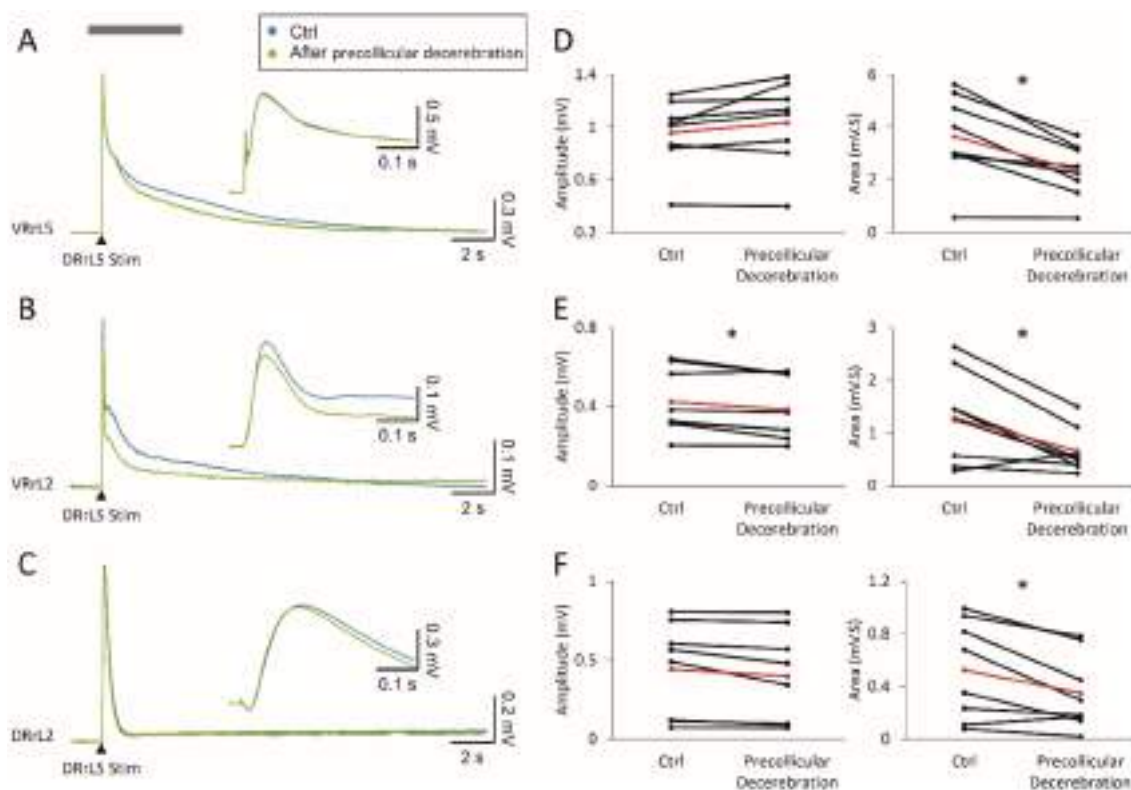 A
Ctrl
After precollicular decerebration
0.5 mV
0.1 s
0.3 mV
2 s
VRrL5
DRrL5 Stim
B
0.1 mV
0.1 s
0.1 mV
2 s
VRrL2
DRrL5 Stim
C
0.3 mV
0.1 s
0.2 mV
2 s
DRrL2
DRrL5 Stim
D
Amplitude (mV)
1.4
1
0.6
0.2
Ctrl
Precollicular
Decerebration
Area (mV.S)
6
4
2
0
*
Ctrl
Precollicular
Decerebration
E
Amplitude (mV)
0.8
0.4
0
*
Ctrl
Precollicular
Decerebration
Area (mV.S)
3
2
1
0
*
Ctrl
Precollicular
Decerebration
F
Amplitude (mV)
1
0.5
0
Ctrl
Precollicular
Decerebration
Area (mV.S)
1.2
0.8
0.4
0
*
Ctrl
Precollicular
Decerebration